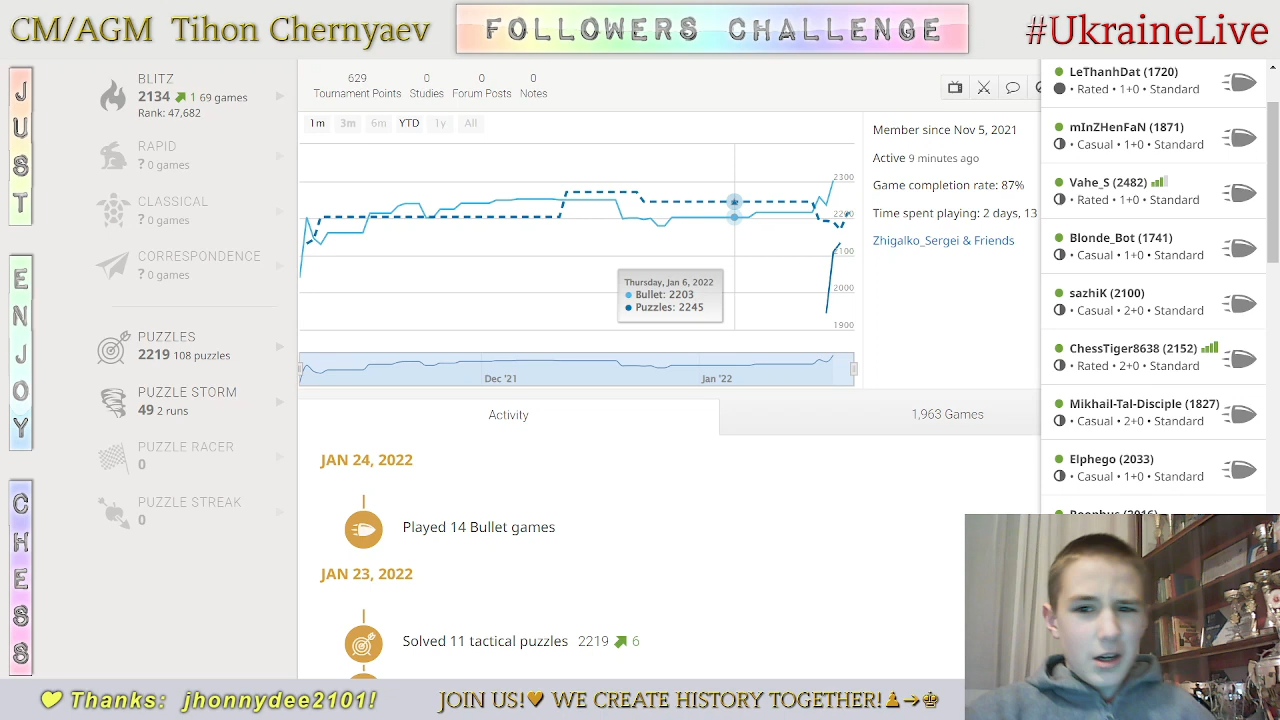 CM/AGM Tihon Chernyaev
FOLLOWERS CHALLENGE
#UkraineLive
JUST
ENJOY
CHESS
BLITZ
2134 1 69 games
Rank: 47,682
RAPID
? 0 games
CLASSICAL
? 0 games
CORRESPONDENCE
? 0 games
PUZZLES
2219 108 puzzles
PUZZLE STORM
49 2 runs
PUZZLE RACER
0
PUZZLE STREAK
0
629 0 0 0
Tournament Points Studies Forum Posts Notes
1m 3m 6m YTD 1y All
2300
2200
2100
2000
1900
Thursday, Jan 6, 2022
Bullet: 2203
Puzzles: 2245
Dec '21 Jan '22
Member since Nov 5, 2021
Active 9 minutes ago
Game completion rate: 87%
Time spent playing: 2 days, 13
Zhigalko_Sergei & Friends
Activity
1,963 Games
JAN 24, 2022
Played 14 Bullet games
JAN 23, 2022
Solved 11 tactical puzzles 2219 6
LeThanhDat (1720)
• Rated • 1+0 • Standard
mInZHenFaN (1871)
• Casual • 1+0 • Standard
Vahe_S (2482)
• Rated • 1+0 • Standard
Blonde_Bot (1741)
• Casual • 1+0 • Standard
sazhiK (2100)
• Casual • 2+0 • Standard
ChessTiger8638 (2152)
• Rated • 2+0 • Standard
Mikhail-Tal-Disciple (1827)
• Casual • 2+0 • Standard
Elphego (2033)
• Casual • 1+0 • Standard
Thanks: jhonnydee2101!
JOIN US! WE CREATE HISTORY TOGETHER!